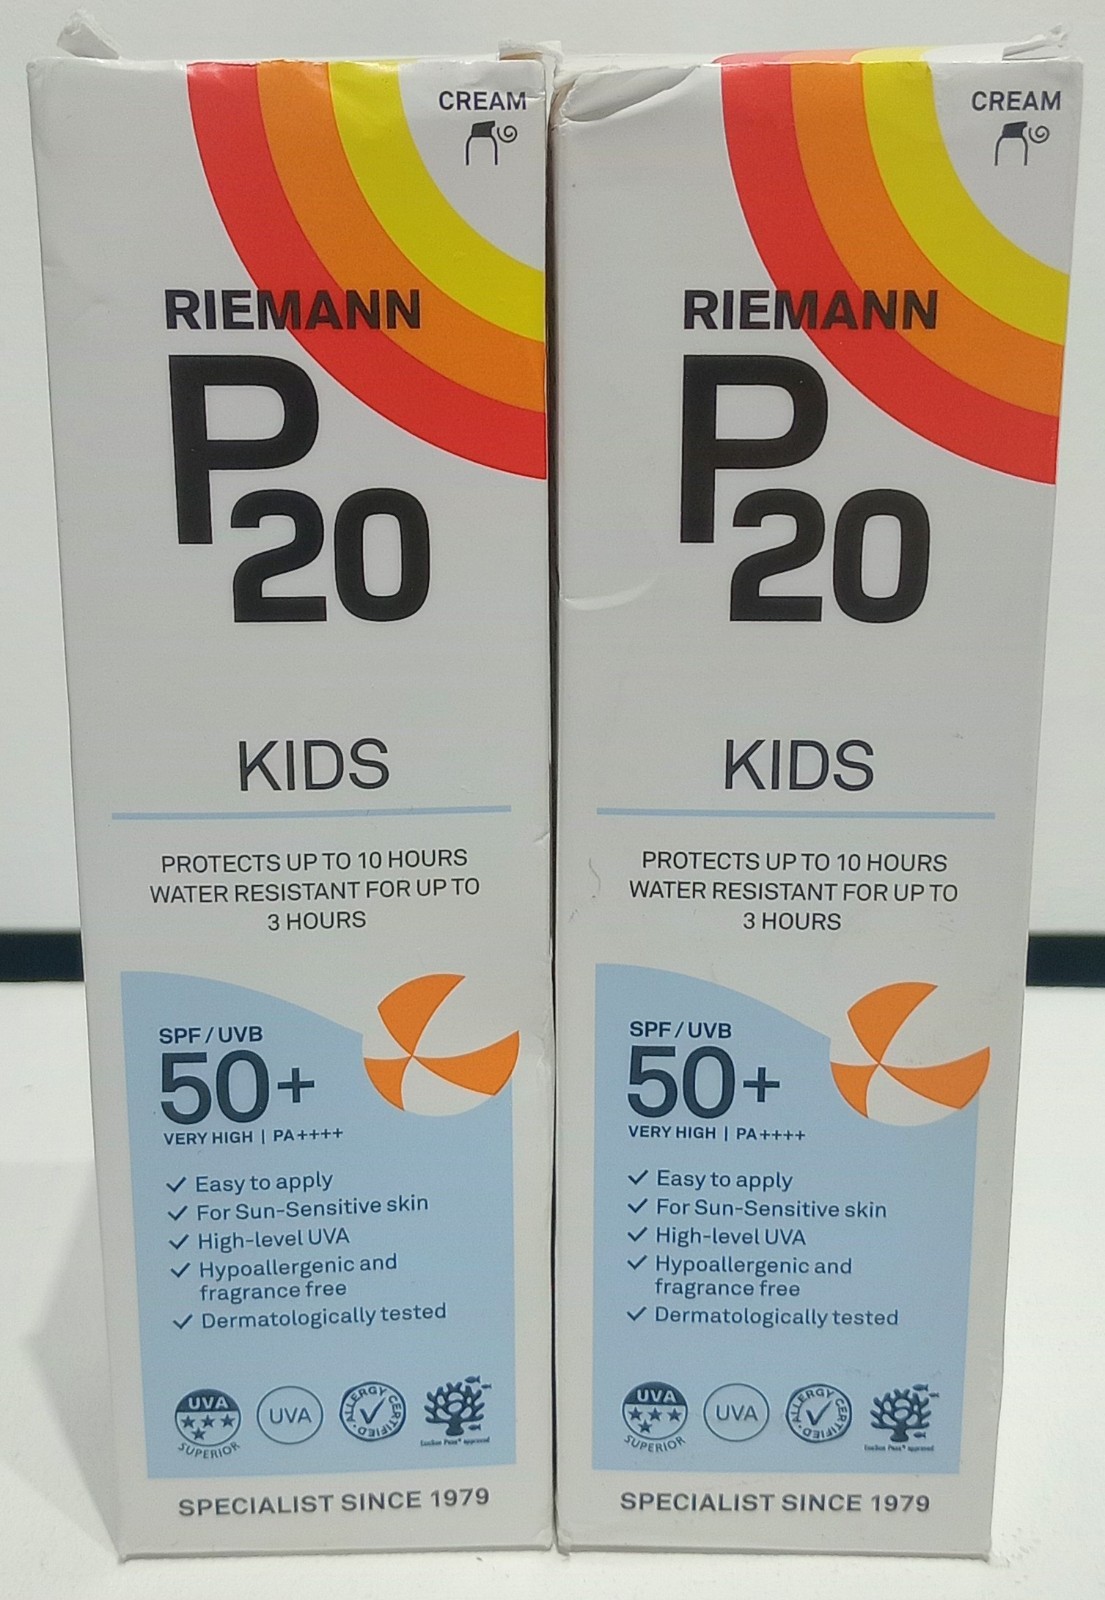 CREAM
RIEMANN
P
20
KIDS
PROTECTS UP TO 10 HOURS
WATER RESISTANT FOR UP TO
3 HOURS
SPF/UVB
50+
VERY HIGH | PA++++
✓ Easy to apply
✓ For Sun-Sensitive skin
✓ High-level UVA
✓ Hypoallergenic and
fragrance free
✓ Dermatologically tested
UVA
SUPERIOR
UVA
ALLERGY CERTIFIED
SPECIALIST SINCE 1979
CREAM
RIEMANN
P
20
KIDS
PROTECTS UP TO 10 HOURS
WATER RESISTANT FOR UP TO
3 HOURS
SPF/UVB
50+
VERY HIGH | PA++++
✓ Easy to apply
✓ For Sun-Sensitive skin
✓ High-level UVA
✓ Hypoallergenic and
fragrance free
✓ Dermatologically tested
UVA
SUPERIOR
UVA
ALLERGY CERTIFIED
SPECIALIST SINCE 1979